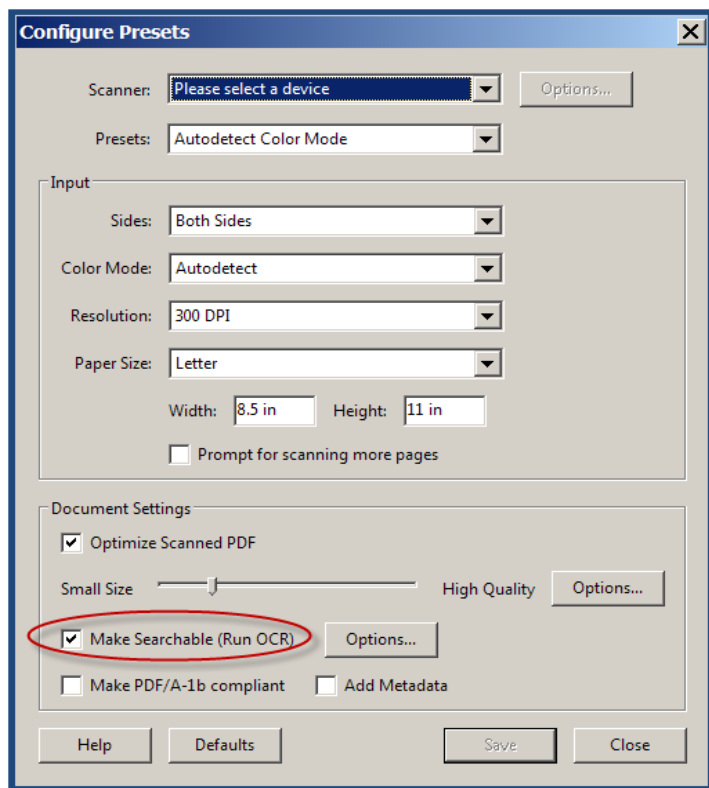 Configure Presets
Scanner: Please select a device Options...
Presets: Autodetect Color Mode
Input
Sides: Both Sides
Color Mode: Autodetect
Resolution: 300 DPI
Paper Size: Letter
Width: 8.5 in Height: 11 in
Prompt for scanning more pages
Document Settings
Optimize Scanned PDF
Small Size High Quality Options...
Make Searchable (Run OCR) Options...
Make PDF/A-1b compliant Add Metadata
Help Defaults Save Close